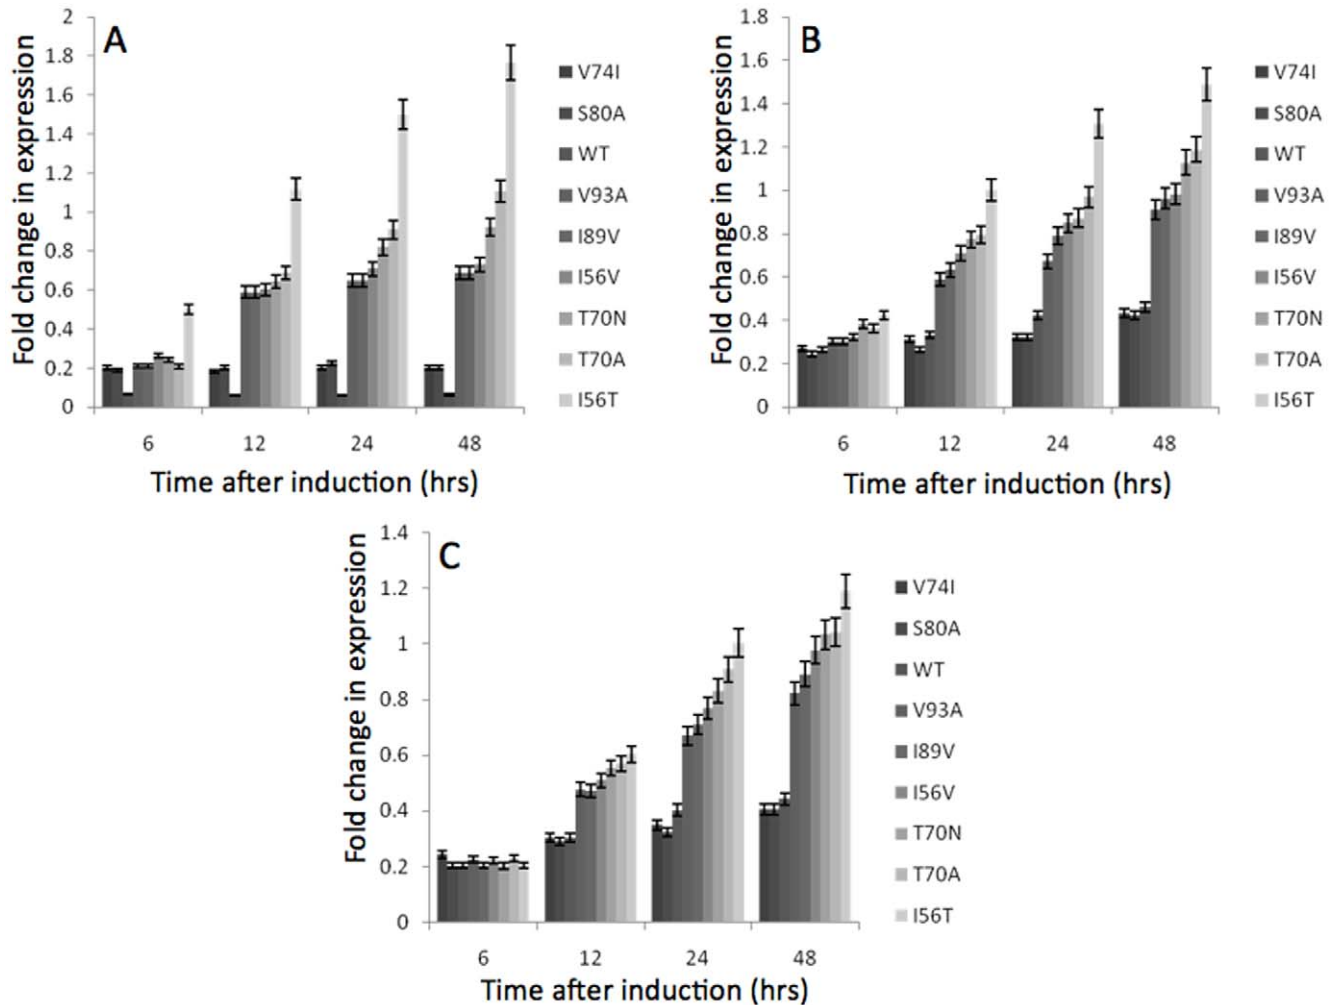 A
Fold change in expression
2
1.8
1.6
1.4
1.2
1
0.8
0.6
0.4
0.2
0
6 12 24 48
Time after induction (hrs)
V74I
S80A
WT
V93A
I89V
I56V
T70N
T70A
I56T
B
Fold change in expression
1.8
1.6
1.4
1.2
1
0.8
0.6
0.4
0.2
0
6 12 24 48
Time after induction (hrs)
V74I
S80A
WT
V93A
I89V
I56V
T70N
T70A
I56T
C
Fold change in expression
1.4
1.2
1
0.8
0.6
0.4
0.2
0
6 12 24 48
Time after induction (hrs)
V74I
S80A
WT
V93A
I89V
I56V
T70N
T70A
I56T